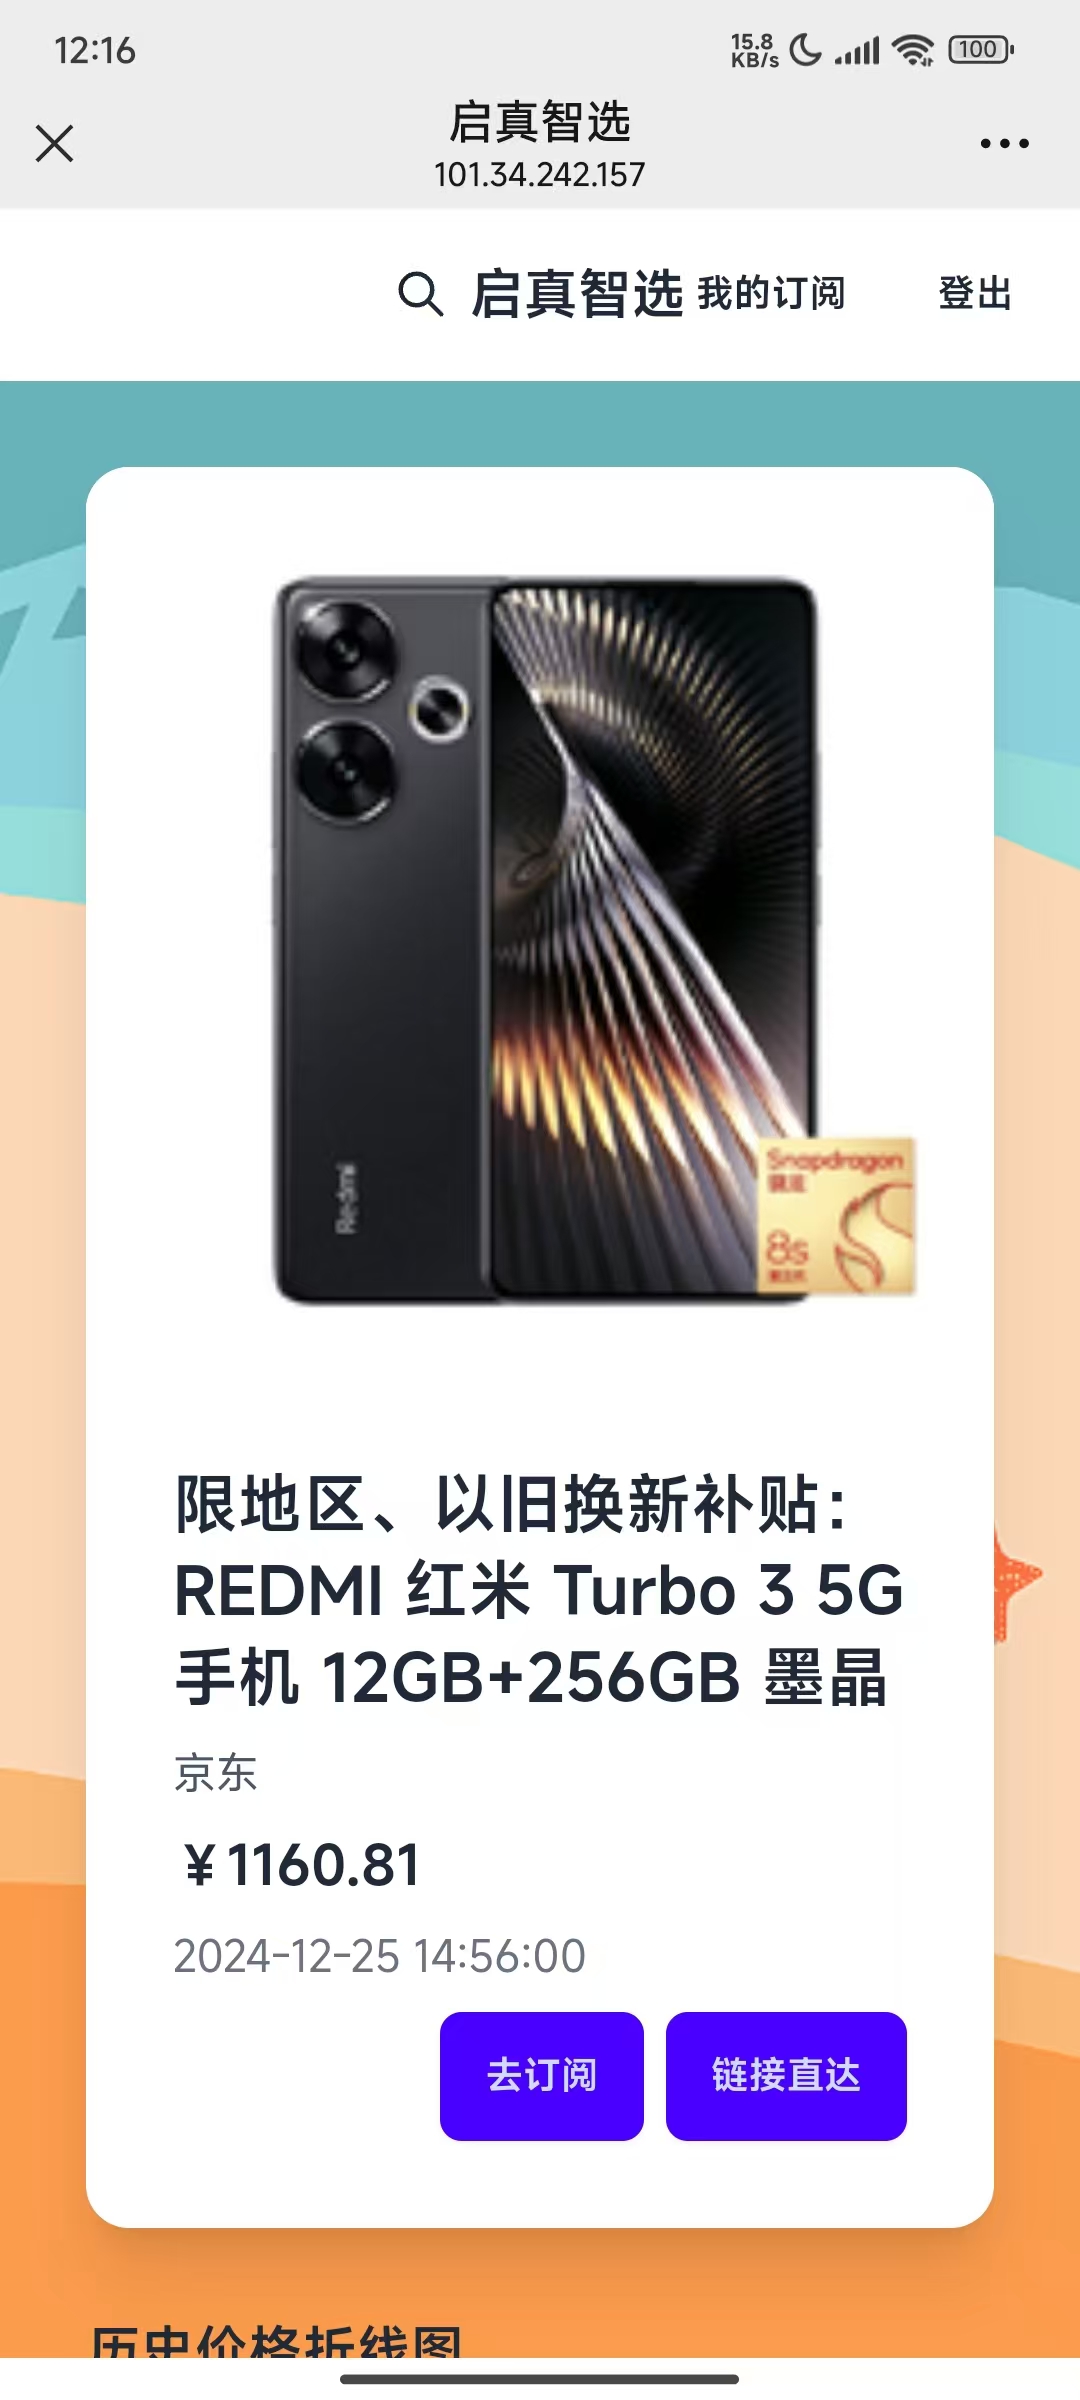 12:16
15.8
KB/s
100
启真智选
101.34.242.157
启真智选 我的订阅 登出
Redmi
Snapdragon
骁龙
8s
限地区、以旧换新补贴：
REDMI 红米 Turbo 3 5G
手机 12GB+256GB 墨晶
京东
￥1160.81
2024-12-25 14:56:00
去订阅 链接直达
历史价格折线图